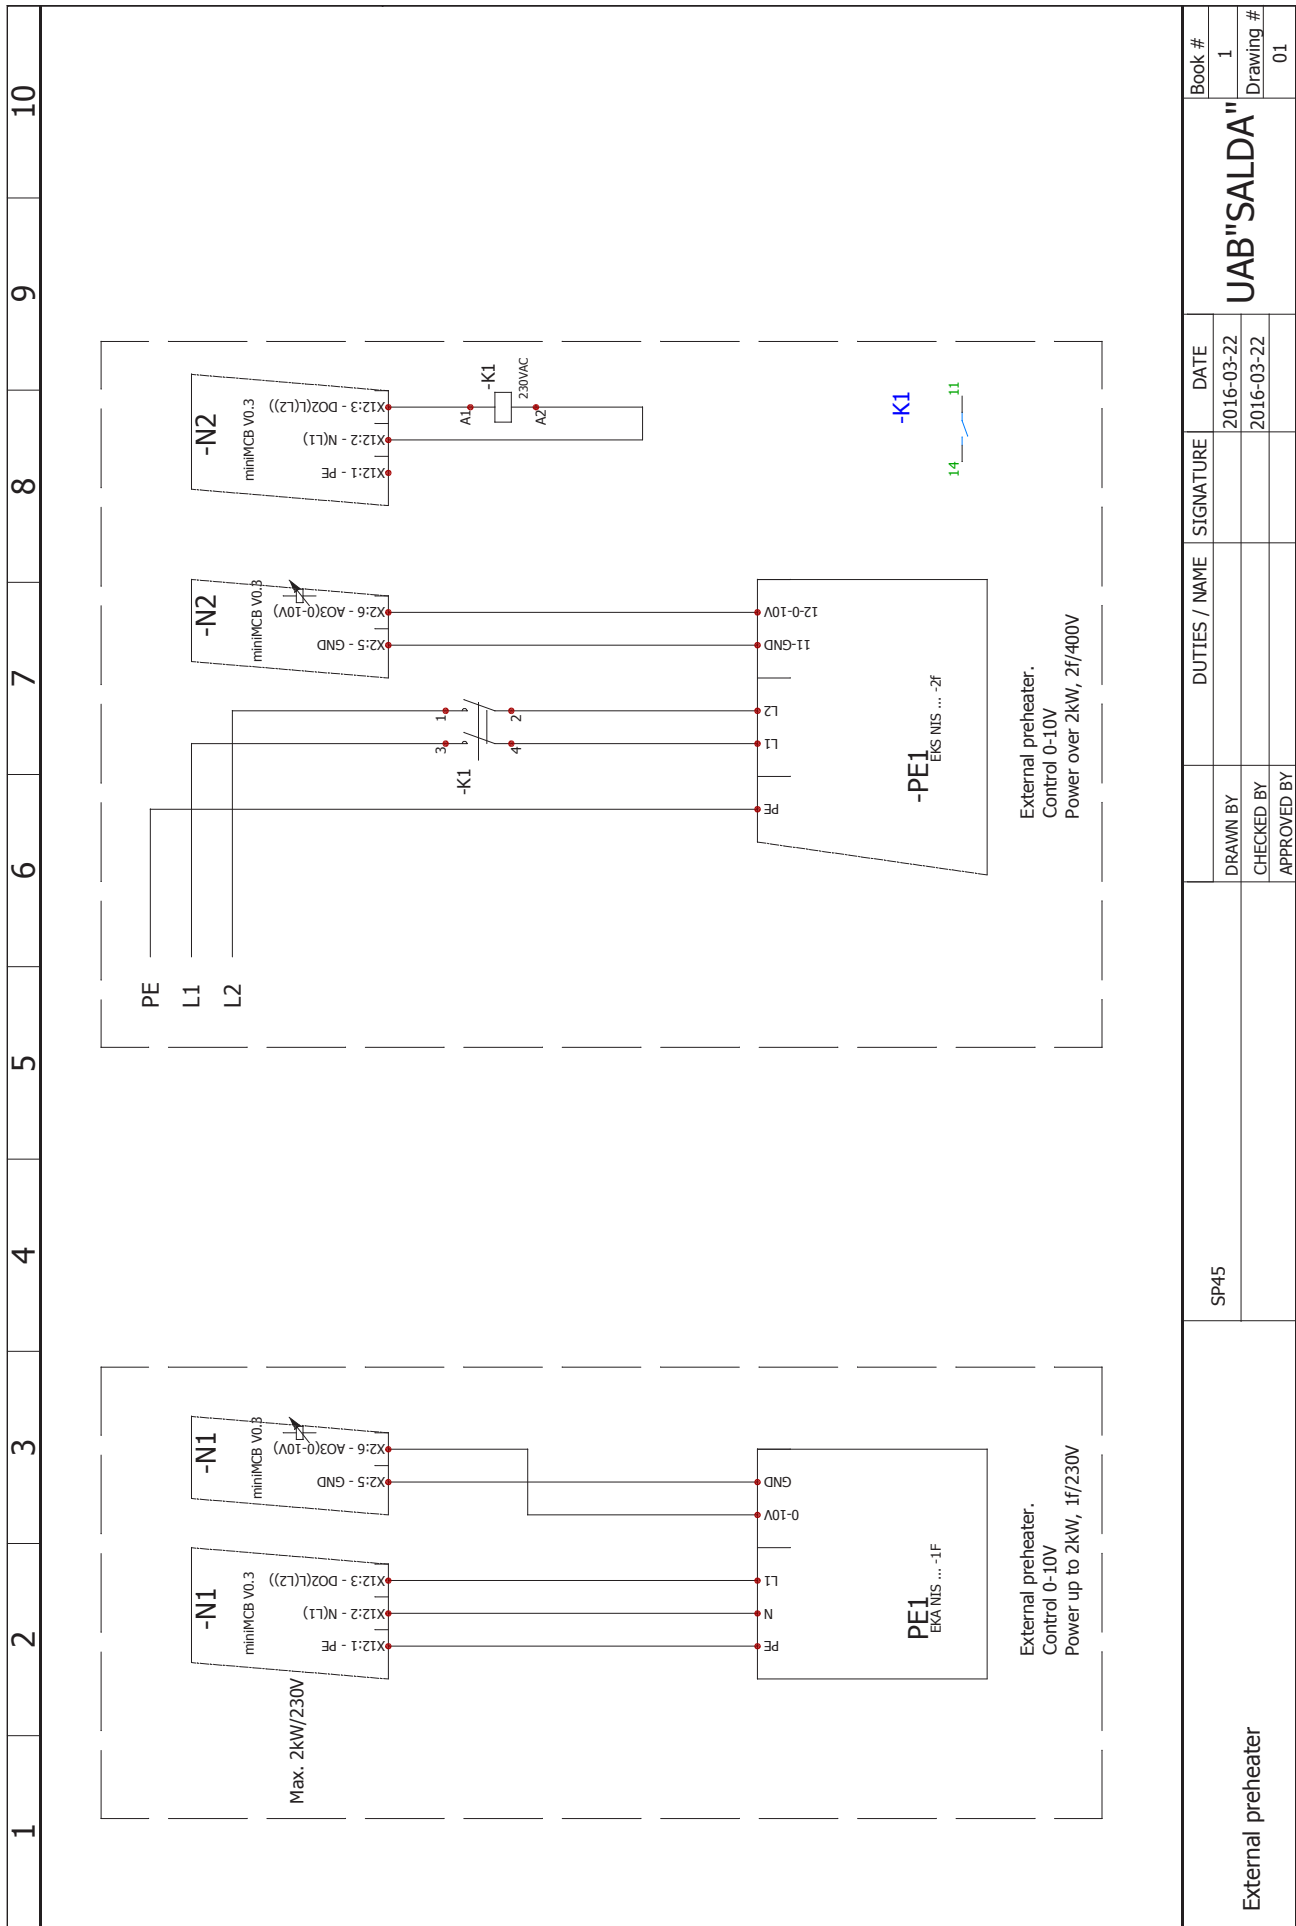 1
2
3
4
5
6
7
8
9
10
Max. 2kW/230V
-N1
miniMCB V0.3
X12:1 - PE
X12:2 - N(L1)
X12:3 - DO2(L(L2))
-N1
miniMCB V0.3
X2:5 - GND
X2:6 - AO3(0-10V)
PE
N
L1
0-10V
GND
PE1
EKA NIS ... -1F
External preheater.
Control 0-10V
Power up to 2kW, 1f/230V
PE
L1
L2
-K1
3
1
4
2
-N2
miniMCB V0.3
X2:5 - GND
X2:6 - AO3(0-10V)
-N2
miniMCB V0.3
X12:1 - PE
X12:2 - N(L1)
X12:3 - DO2(L(L2))
A1
-K1
230VAC
A2
PE
L1
L2
11-GND
12-0-10V
-PE1
EKS NIS ... -2f
-K1
14
11
External preheater.
Control 0-10V
Power over 2kW, 2f/400V
External preheater
SP45
DUTIES / NAME
SIGNATURE
DATE
DRAWN BY
2016-03-22
CHECKED BY
2016-03-22
APPROVED BY
UAB"SALDA"
Book #
1
Drawing #
01